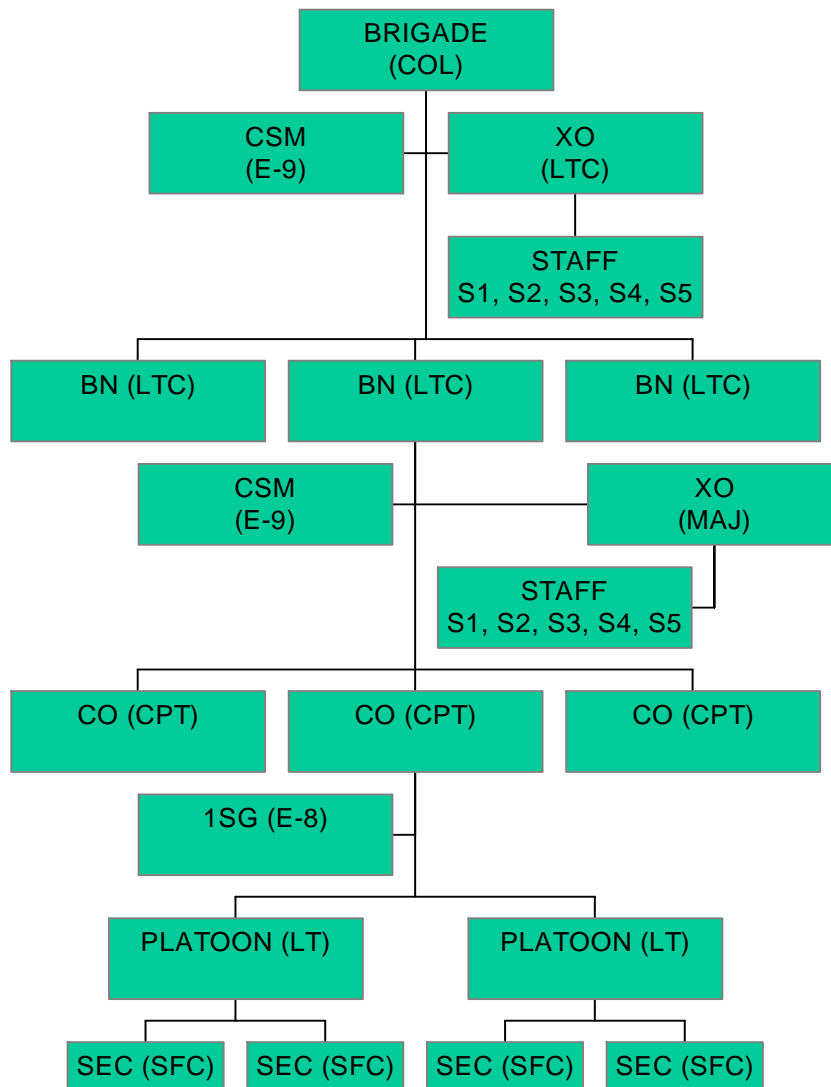 BRIGADE
(COL)
CSM
(E-9)
XO
(LTC)
STAFF
S1, S2, S3, S4, S5
BN (LTC)
BN (LTC)
BN (LTC)
CSM
(E-9)
XO
(MAJ)
STAFF
S1, S2, S3, S4, S5
CO (CPT)
CO (CPT)
CO (CPT)
1SG (E-8)
PLATOON (LT)
PLATOON (LT)
SEC (SFC)
SEC (SFC)
SEC (SFC)
SEC (SFC)